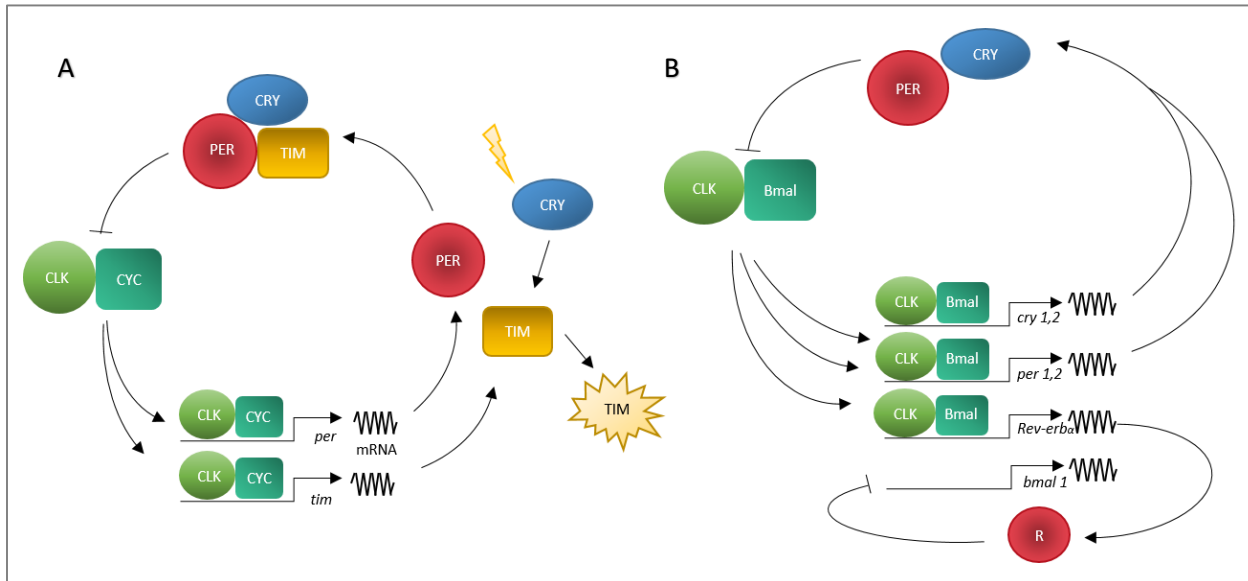 A
CRY
PER
TIM
CRY
CLK
CYC
PER
TIM
TIM
CLK
CYC
per
mRNA
CLK
CYC
tim
B
CRY
PER
CLK
Bmal
CLK
Bmal
cry 1,2
CLK
Bmal
per 1,2
CLK
Bmal
Rev-erbα
bmal 1
R